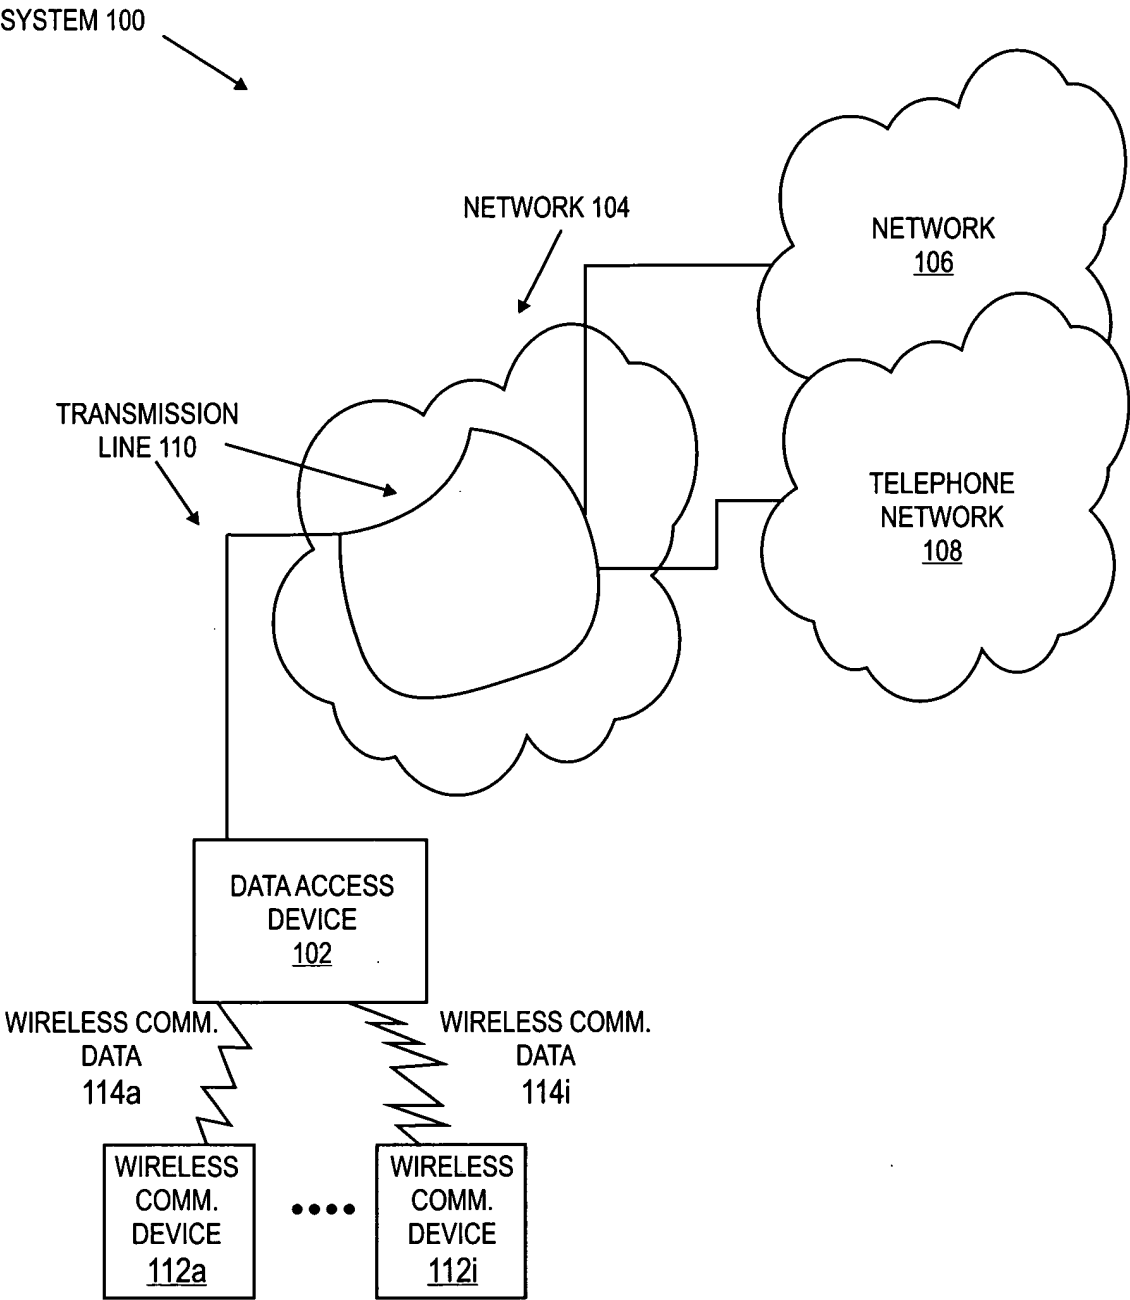 SYSTEM 100
NETWORK 104
NETWORK
106
TRANSMISSION
LINE 110
TELEPHONE
NETWORK
108
DATA ACCESS
DEVICE
102
WIRELESS COMM.
DATA
114a
WIRELESS COMM.
DATA
114i
WIRELESS
COMM.
DEVICE
112a
WIRELESS
COMM.
DEVICE
112i